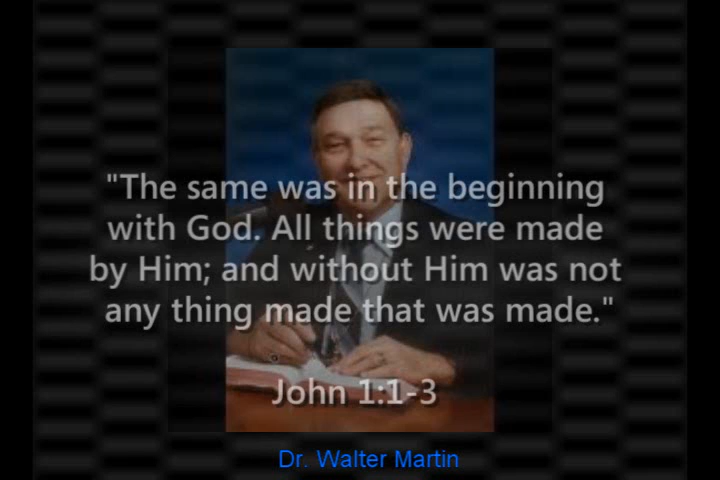 "The same was in the beginning
with God. All things were made
by Him; and without Him was not
any thing made that was made."
John 1:1-3
Dr. Walter Martin